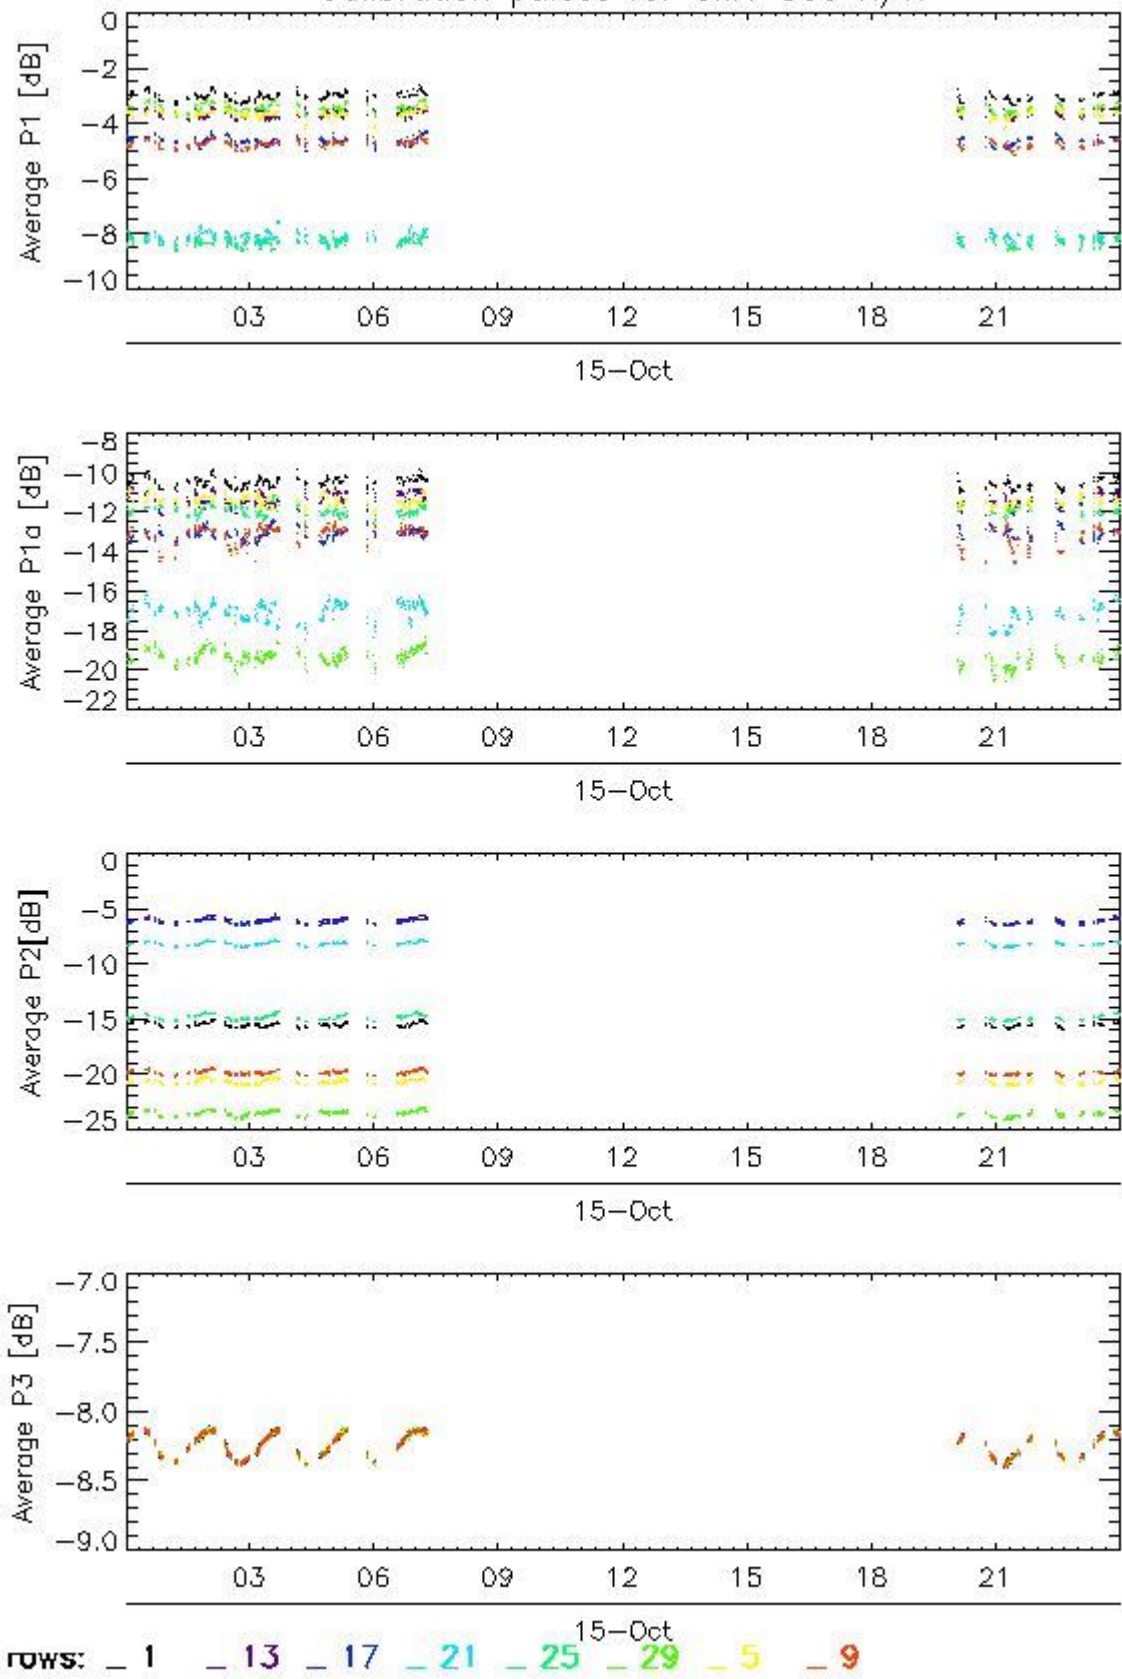 Average P1 [dB]
0
−2
−4
−6
−8
−10
03 06 09 12 15 18 21
15−Oct
Average P1a [dB]
−8
−10
−12
−14
−16
−18
−20
−22
03 06 09 12 15 18 21
15−Oct
Average P2[dB]
0
−5
−10
−15
−20
−25
03 06 09 12 15 18 21
15−Oct
Average P3 [dB]
−7.0
−7.5
−8.0
−8.5
−9.0
03 06 09 12 15 18 21
15−Oct
rows: _ 1 _ 13 _ 17 _ 21 _ 25 _ 29 _ 5 _ 9